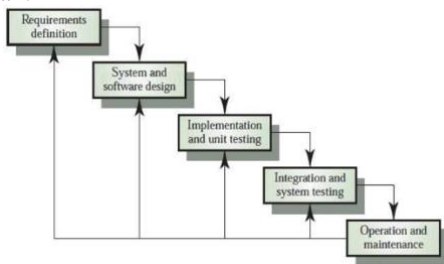 Requirements
definition
System and
software design
Implementation
and unit testing
Integration and
system testing
Operation and
maintenance